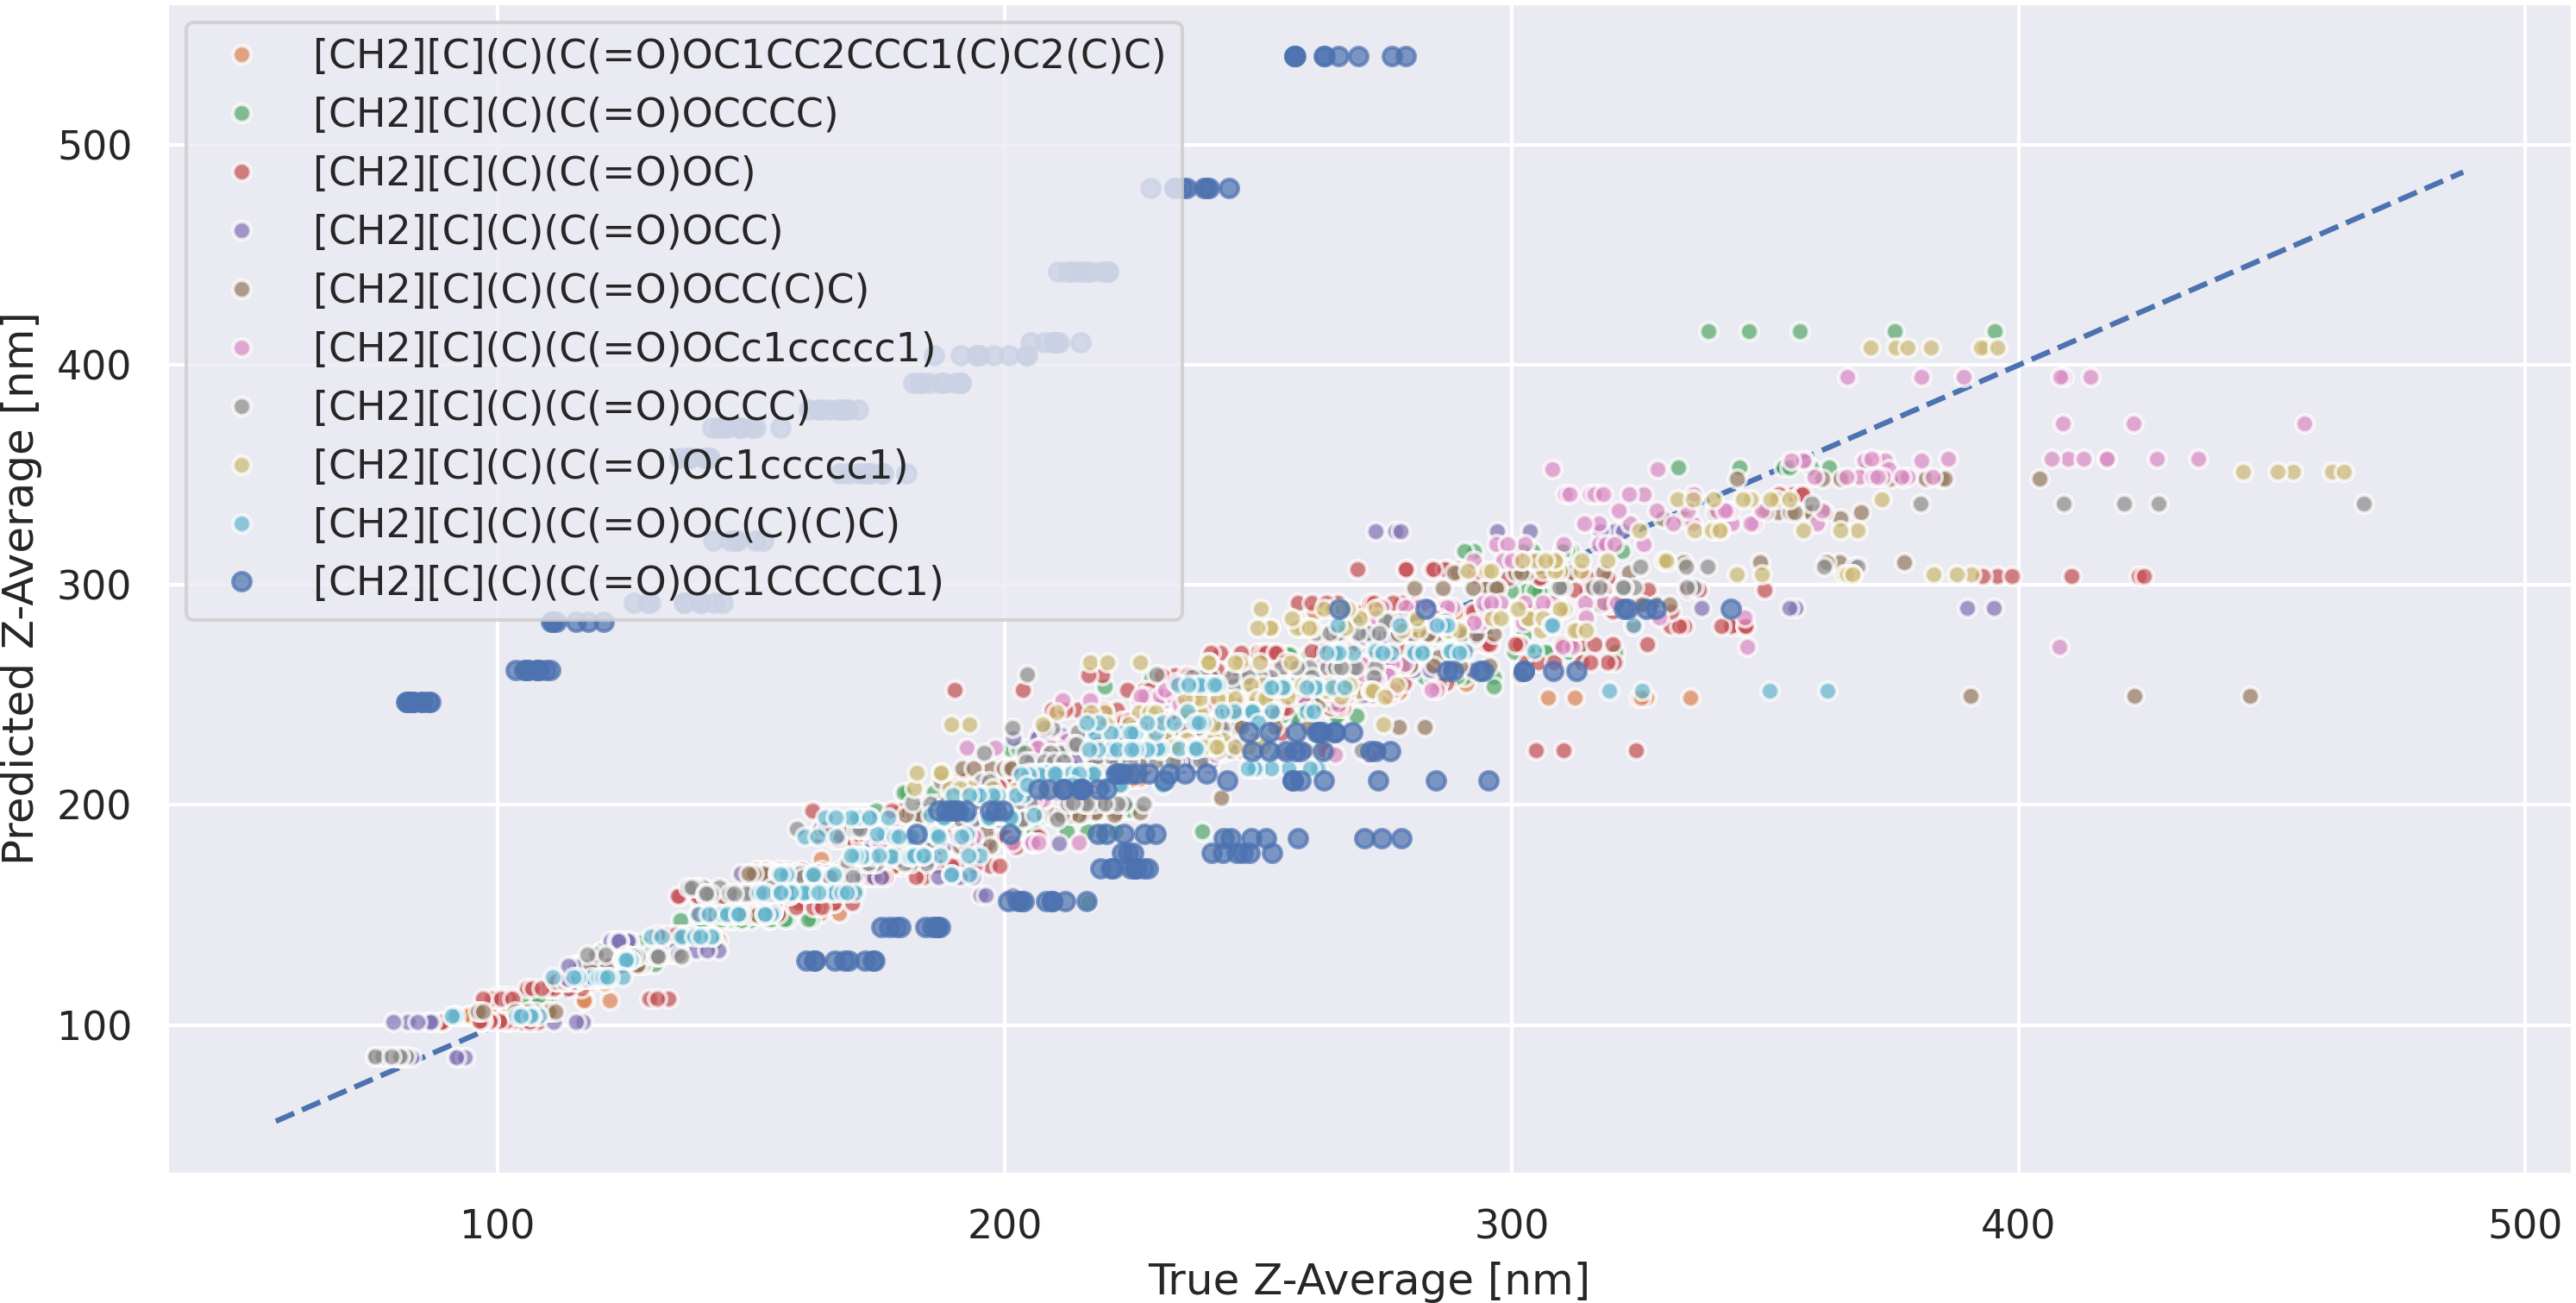 [CH2][C](C)(C(=O)OC1CC2CCC1(C)C2(C)C)
[CH2][C](C)(C(=O)OCCCC)
[CH2][C](C)(C(=O)OC)
[CH2][C](C)(C(=O)OCC)
[CH2][C](C)(C(=O)OCC(C)C)
[CH2][C](C)(C(=O)OCc1ccccc1)
[CH2][C](C)(C(=O)OCCC)
[CH2][C](C)(C(=O)Oc1ccccc1)
[CH2][C](C)(C(=O)OC(C)(C)C)
[CH2][C](C)(C(=O)OC1CCCCC1)
Predicted Z-Average [nm]
500
400
300
200
100
100 200 300 400 500
True Z-Average [nm]